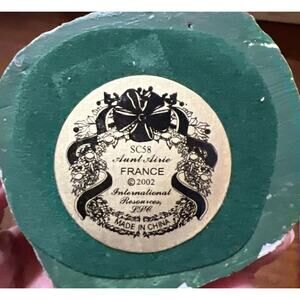 SC58
Aunt Airie
FRANCE
©2002
International
Resources,
LLC
MADE IN CHINA